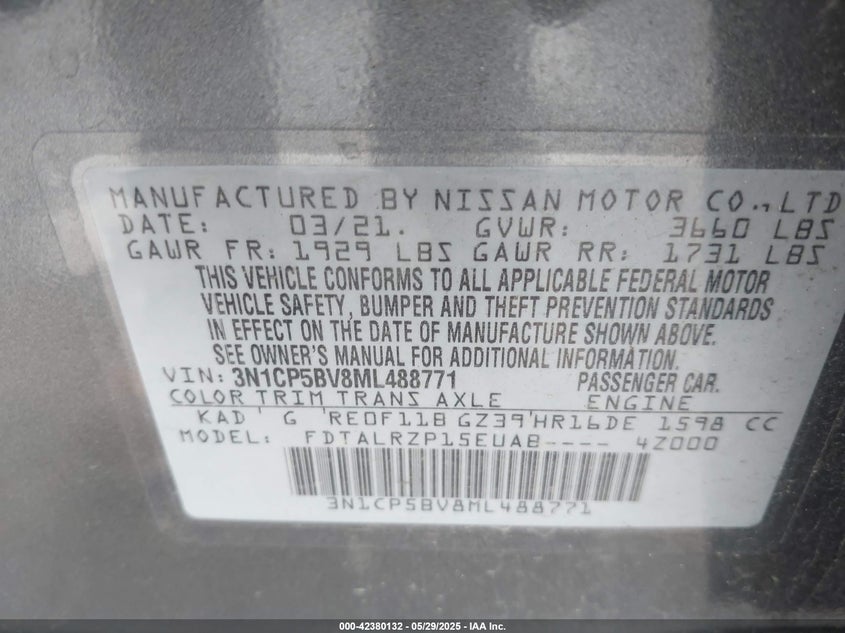 MANUFACTURED BY NISSAN MOTOR CO., LTD
DATE: 03/21. GVWR: 3660 LBS
GAWR FR: 1929 LBS GAWR RR: 1731 LBS
THIS VEHICLE CONFORMS TO ALL APPLICABLE FEDERAL MOTOR
VEHICLE SAFETY, BUMPER AND THEFT PREVENTION STANDARDS
IN EFFECT ON THE DATE OF MANUFACTURE SHOWN ABOVE.
SEE OWNER'S MANUAL FOR ADDITIONAL INFORMATION.
VIN: 3N1CP5BV8ML488771 PASSENGER CAR.
COLOR TRIM TRANS AXLE ENGINE
KAD G RE0F11B GZ39 HR16DE 1598 CC
MODEL: FDTALRZP15EUAB---- 4Z000
3N1CP5BV8ML488771
000-42380132 - 05/29/2025 - IAA Inc.